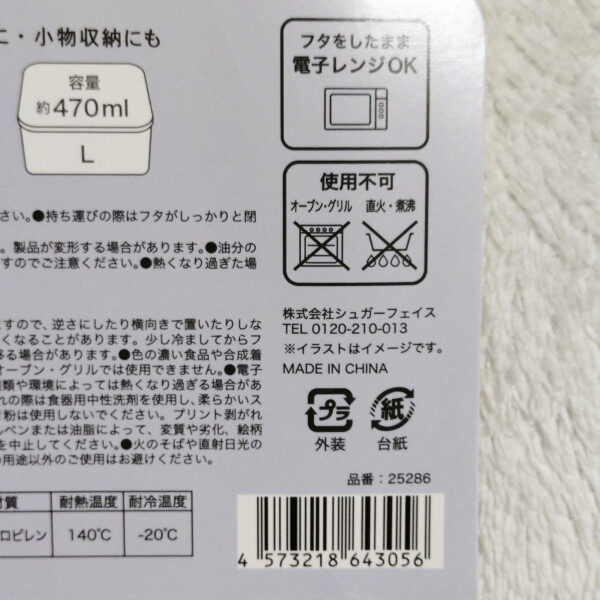 に・小物収納にも
容量
約470ml
L
フタをしたまま
電子レンジOK
使用不可
オーブン・グリル 直火・煮沸
さい。●持ち運びの際はフタがしっかりと閉
。製品が変形する場合があります。●油分の
すのでご注意ください。●熱くなり過ぎた場
ますので、逆さにしたり横向きで置いたりしな
くなることがあります。少し冷ましてからフ
移る場合があります。●色の濃い食品や合成着
オーブン・グリルでは使用できません。●電子
種類や環境によっては熱くなり過ぎる場合があ
れの際は食器用中性洗剤を使用し、柔らかいス
き粉は使用しないでください。プリント剥がれ
ルペンまたは油脂によって、変質や劣化、絵柄
を中止してください。●火のそばや直射日光の
の用途以外のご使用はお避けください。
株式会社シュガーフェイス
TEL 0120-210-013
※イラストはイメージです。
MADE IN CHINA
プラ 紙
外装 台紙
品番：25286
材質 耐熱温度 耐冷温度
ロピレン 140℃ -20℃
4 573218 643056